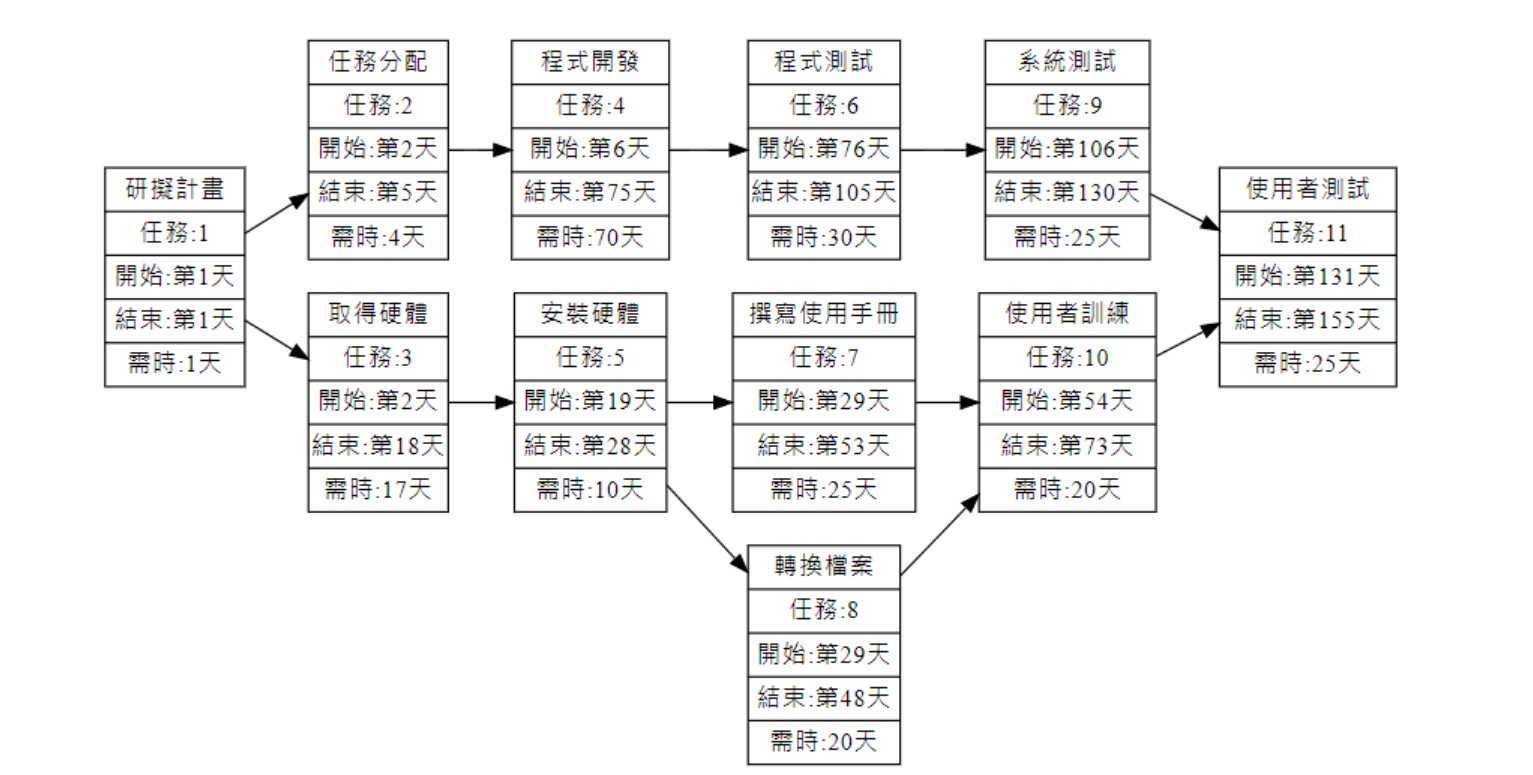 研擬計畫
任務:1
開始:第1天
結束:第1天
需時:1天
任務分配
任務:2
開始:第2天
結束:第5天
需時:4天
程式開發
任務:4
開始:第6天
結束:第75天
需時:70天
程式測試
任務:6
開始:第76天
結束:第105天
需時:30天
系統測試
任務:9
開始:第106天
結束:第130天
需時:25天
取得硬體
任務:3
開始:第2天
結束:第18天
需時:17天
安裝硬體
任務:5
開始:第19天
結束:第28天
需時:10天
撰寫使用手冊
任務:7
開始:第29天
結束:第53天
需時:25天
使用者訓練
任務:10
開始:第54天
結束:第73天
需時:20天
轉換檔案
任務:8
開始:第29天
結束:第48天
需時:20天
使用者測試
任務:11
開始:第131天
結束:第155天
需時:25天